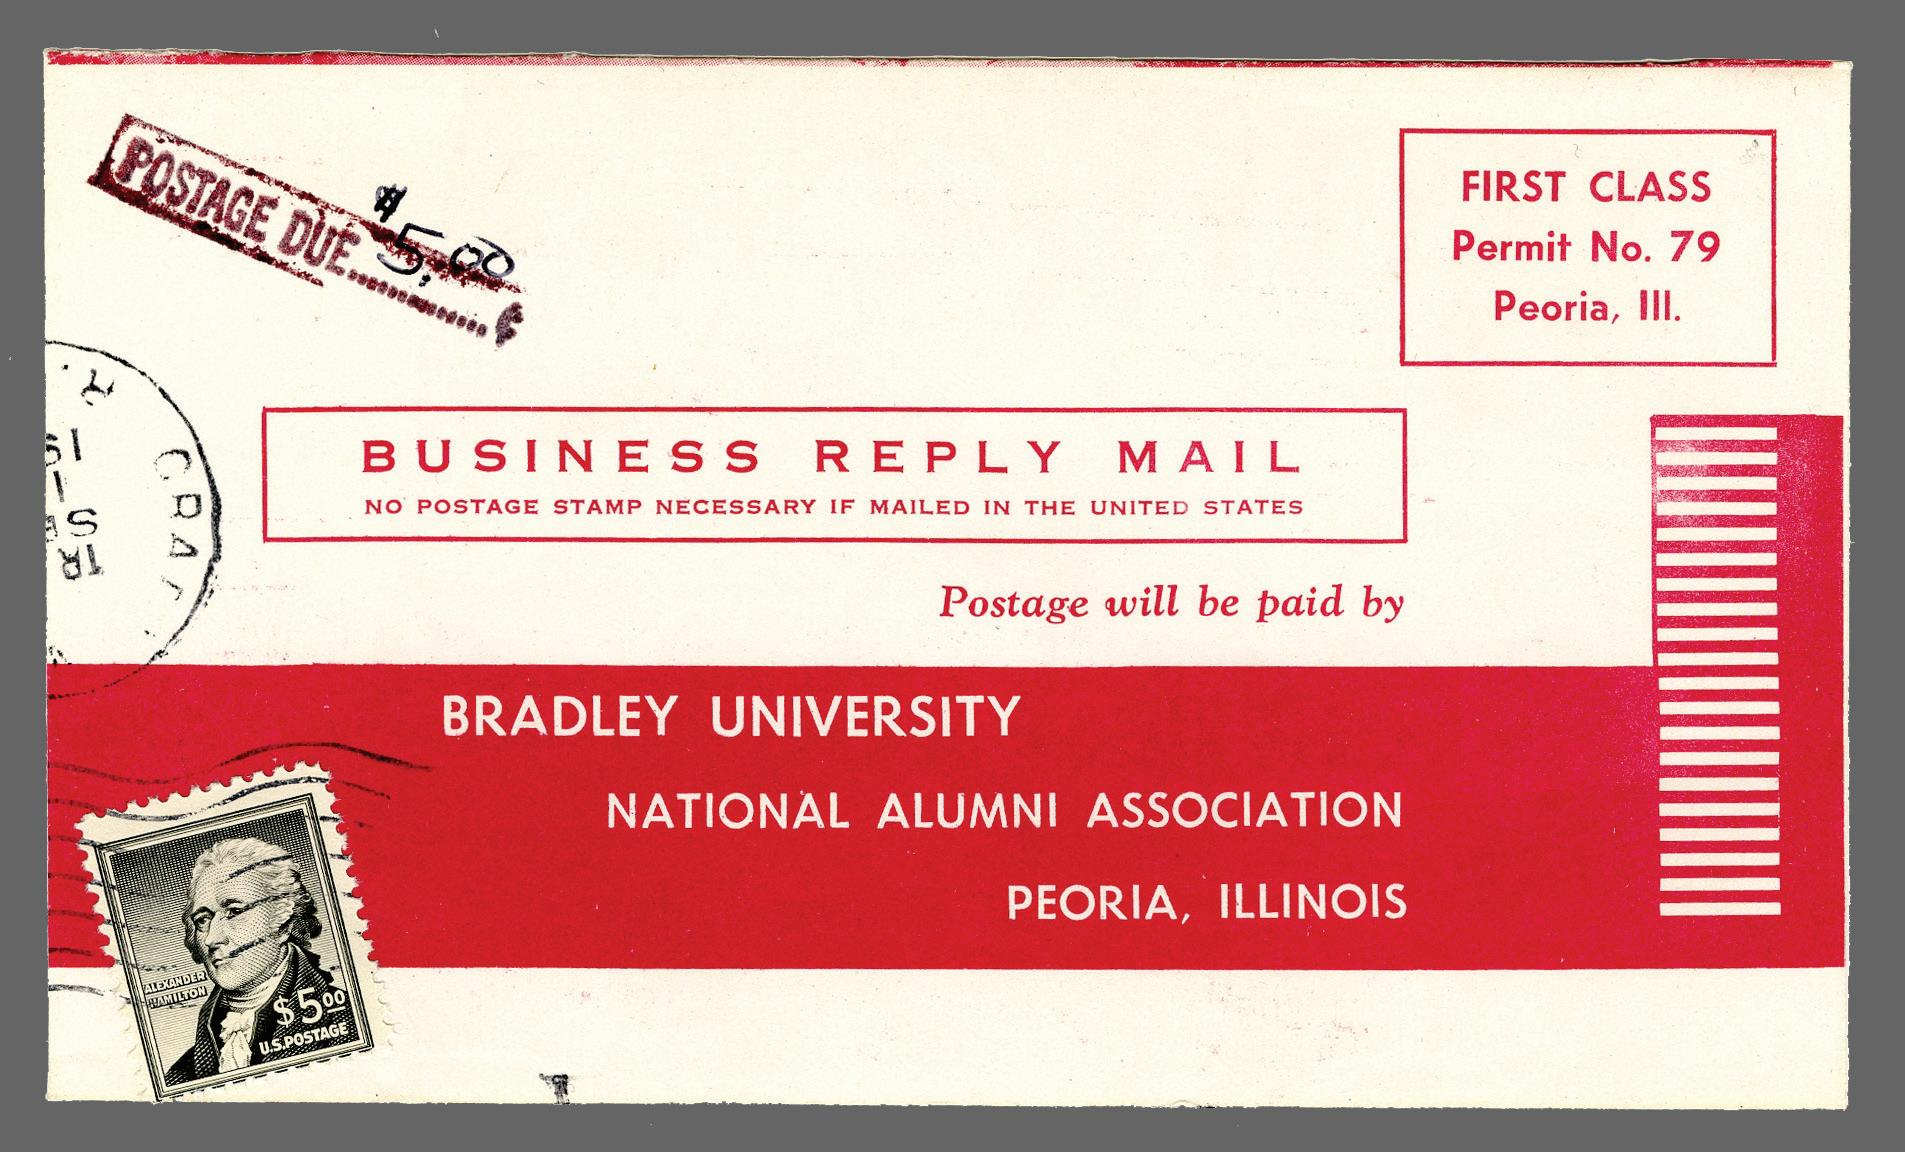 POSTAGE DUE
$5.00
¢
FIRST CLASS
Permit No. 79
Peoria, Ill.
BUSINESS REPLY MAIL
NO POSTAGE STAMP NECESSARY IF MAILED IN THE UNITED STATES
Postage will be paid by
BRADLEY UNIVERSITY
NATIONAL ALUMNI ASSOCIATION
PEORIA, ILLINOIS
ALEXANDER
HAMILTON
$5.00
U.S. POSTAGE